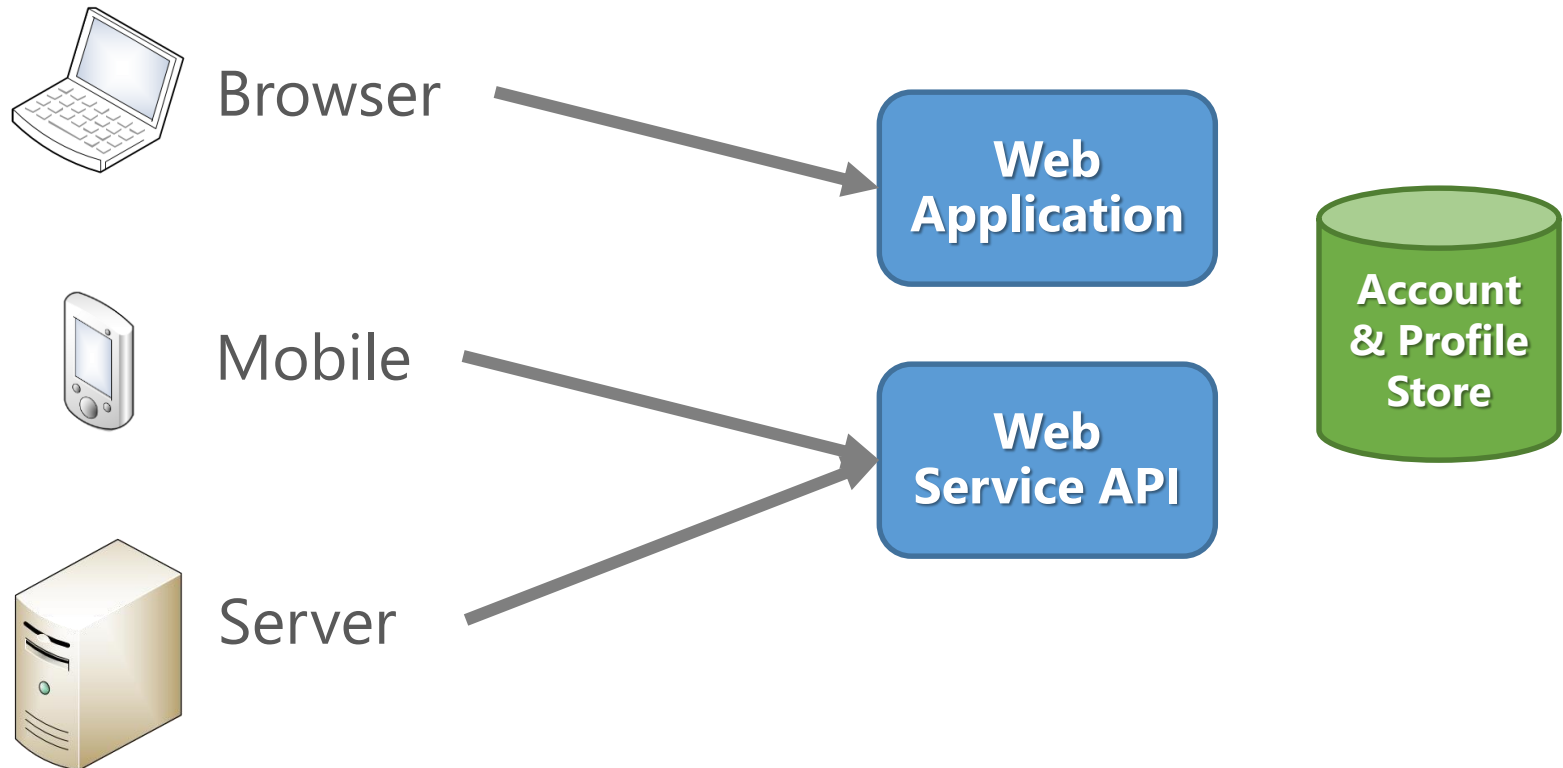 Browser
Web
Application
Account
& Profile
Store
Mobile
Web
Service API
Server